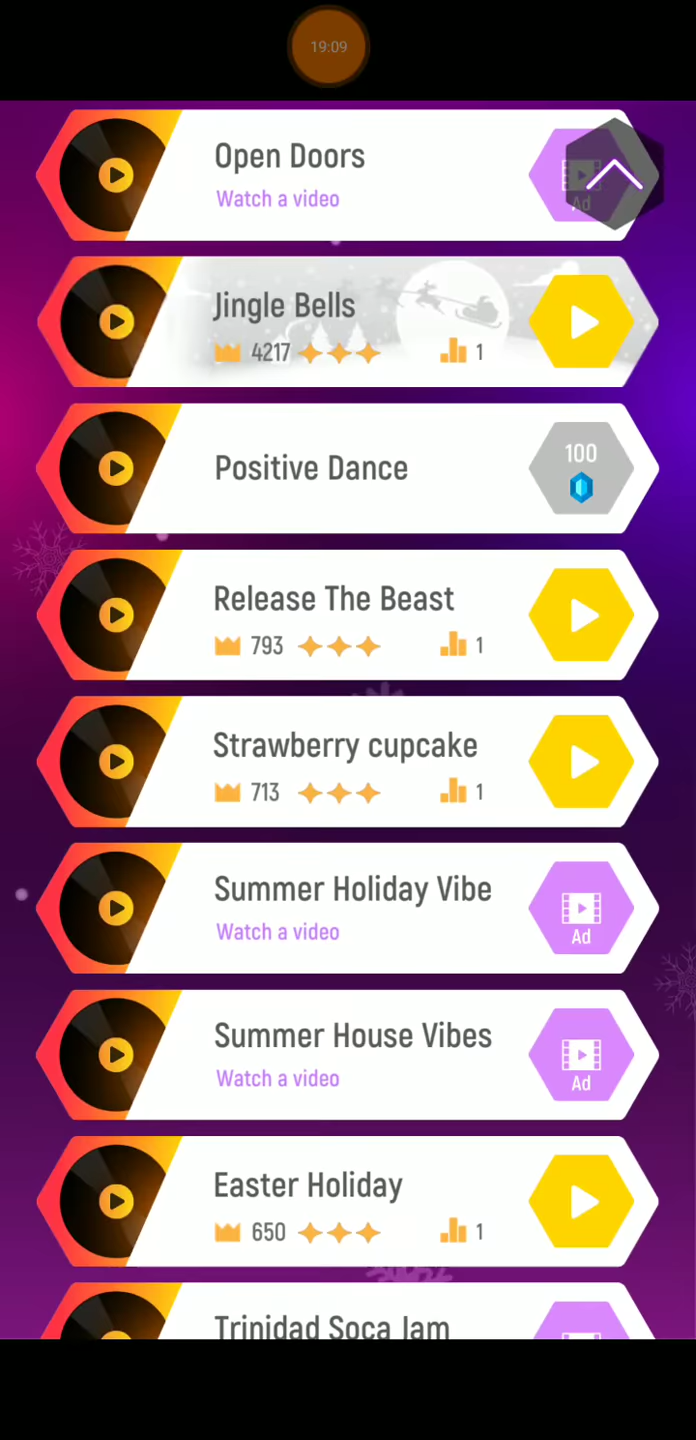 19:09
Open Doors
Watch a video
Ad
Jingle Bells
4217
1
Positive Dance
100
Release The Beast
793
1
Strawberry cupcake
713
1
Summer Holiday Vibe
Watch a video
Ad
Summer House Vibes
Watch a video
Ad
Easter Holiday
650
1
Trinidad Soca Jam